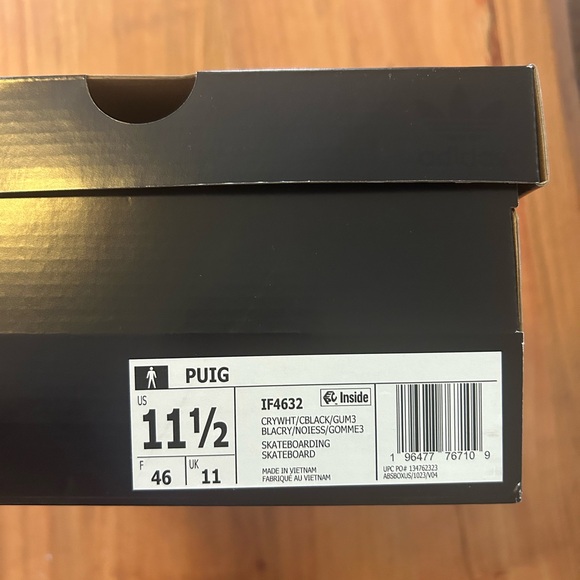 PUIG
US
11½
F
46
UK
11
IF4632
Inside
CRYWHT/CBLACK/GUM3
BLACRY/NOIESS/GOMME3
SKATEBOARDING
SKATEBOARD
MADE IN VIETNAM
FABRIQUÉ AU VIETNAM
1 96477 76710 9
UPC PO# 134762323
ABSBOXUS/1023/V04